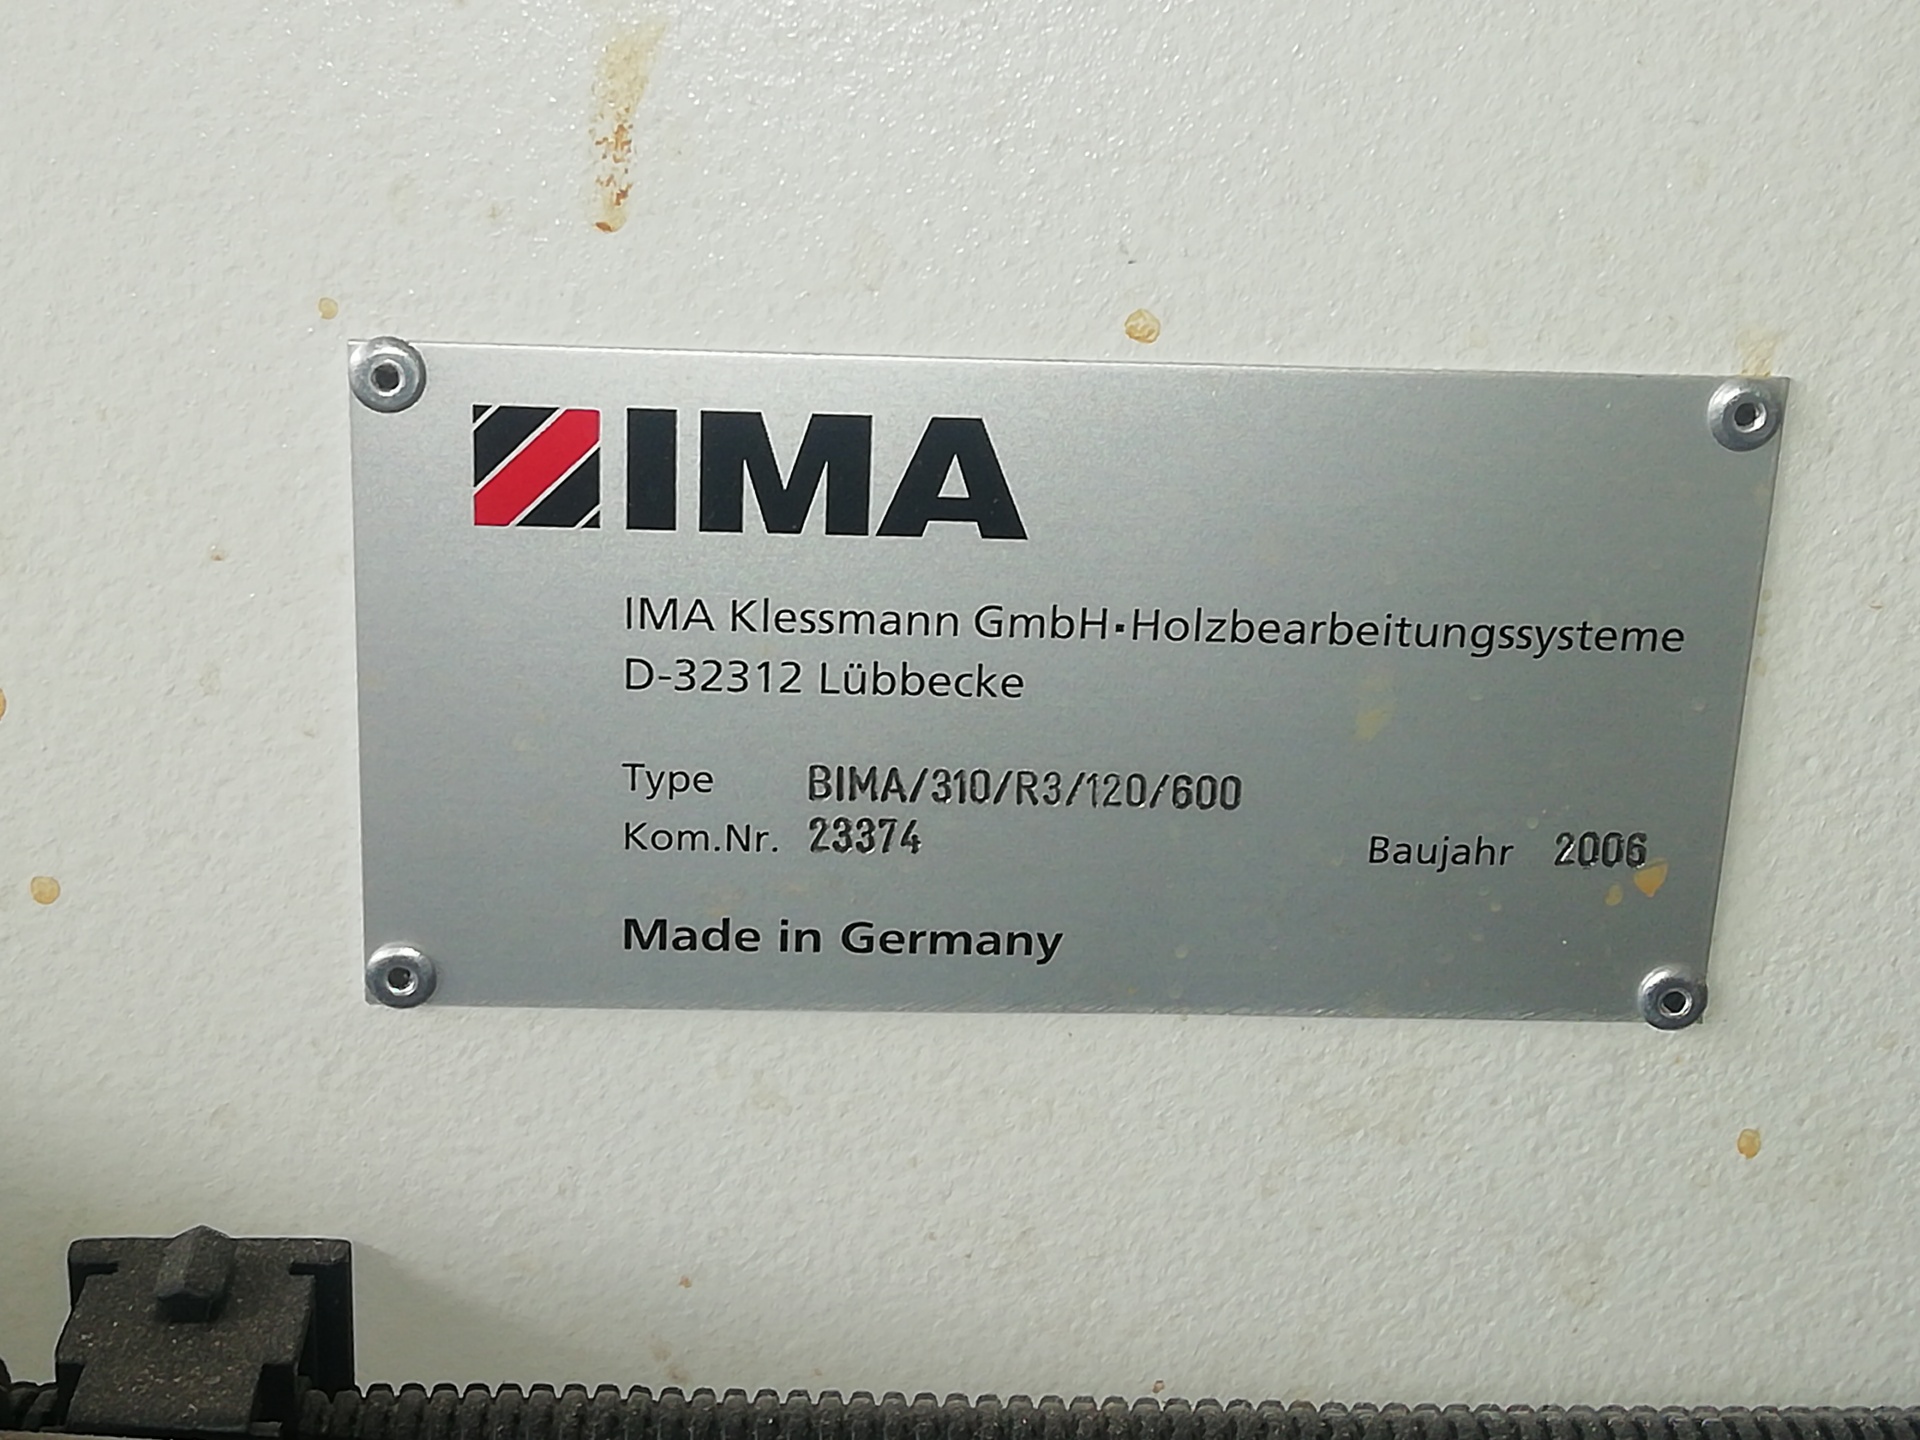 IMA
IMA Klessmann GmbH·Holzbearbeitungssysteme
D-32312 Lübbecke
Type BIMA/310/R3/120/600
Kom.Nr. 23374 Baujahr 2006
Made in Germany